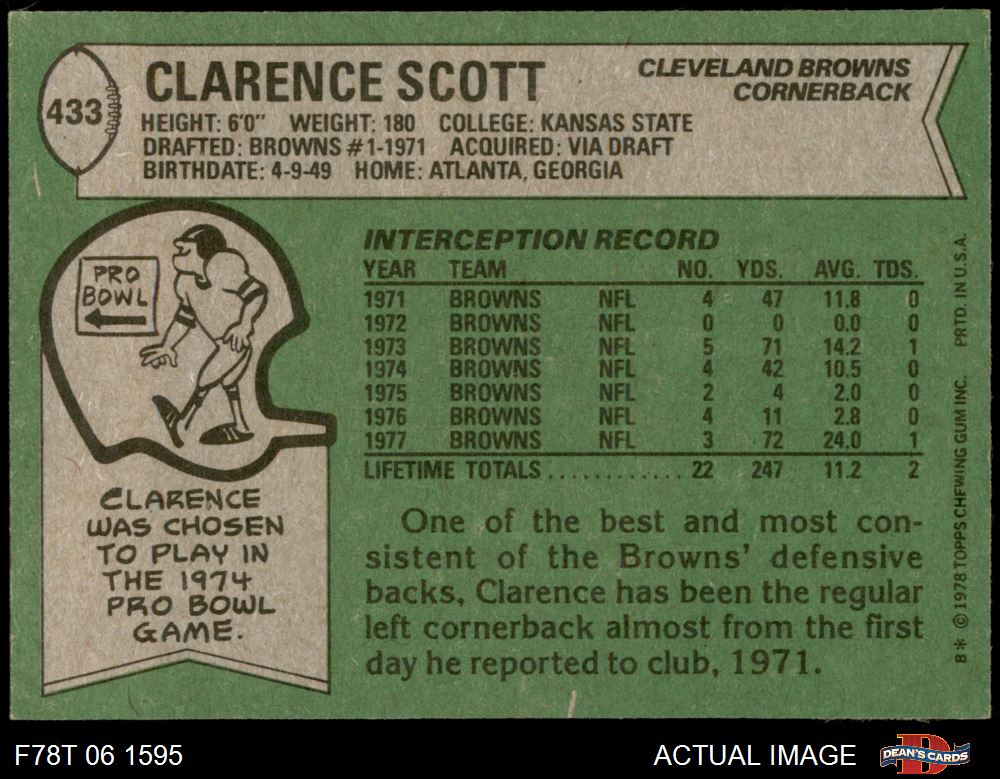 433
CLARENCE SCOTT
CLEVELAND BROWNS
CORNERBACK
HEIGHT: 6'0" WEIGHT: 180 COLLEGE: KANSAS STATE
DRAFTED: BROWNS #1-1971 ACQUIRED: VIA DRAFT
BIRTHDATE: 4-9-49 HOME: ATLANTA, GEORGIA
PRO
BOWL
CLARENCE
WAS CHOSEN
TO PLAY IN
THE 1974
PRO BOWL
GAME.
INTERCEPTION RECORD
YEAR TEAM NO. YDS. AVG. TDS.
1971 BROWNS NFL 4 47 11.8 0
1972 BROWNS NFL 0 0 0.0 0
1973 BROWNS NFL 5 71 14.2 1
1974 BROWNS NFL 4 42 10.5 0
1975 BROWNS NFL 2 4 2.0 0
1976 BROWNS NFL 4 11 2.8 0
1977 BROWNS NFL 3 72 24.0 1
LIFETIME TOTALS............ 22 247 11.2 2
One of the best and most con-
sistent of the Browns' defensive
backs, Clarence has been the regular
left cornerback almost from the first
day he reported to club, 1971.
B* © 1978 TOPPS CHEWING GUM INC. PRTD. IN U.S.A.
F78T 06 1595
ACTUAL IMAGE
DEAN'S CARDS